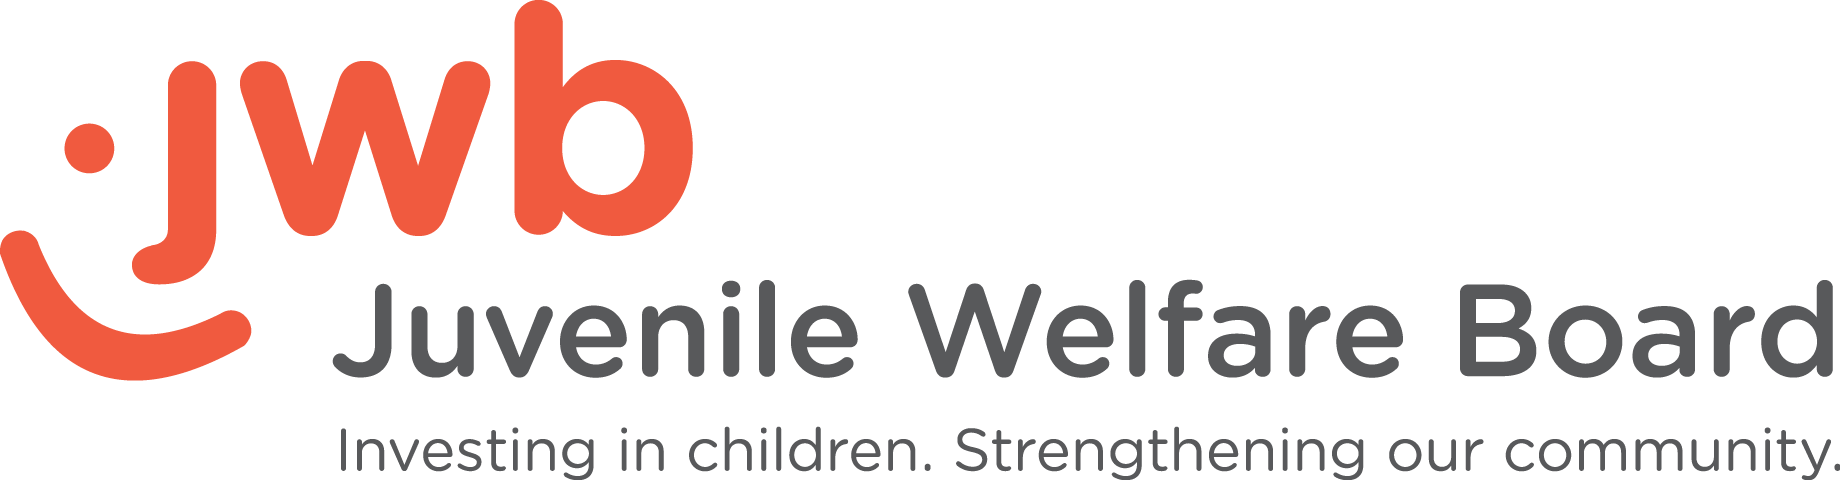 jwb
Juvenile Welfare Board
Investing in children. Strengthening our community.